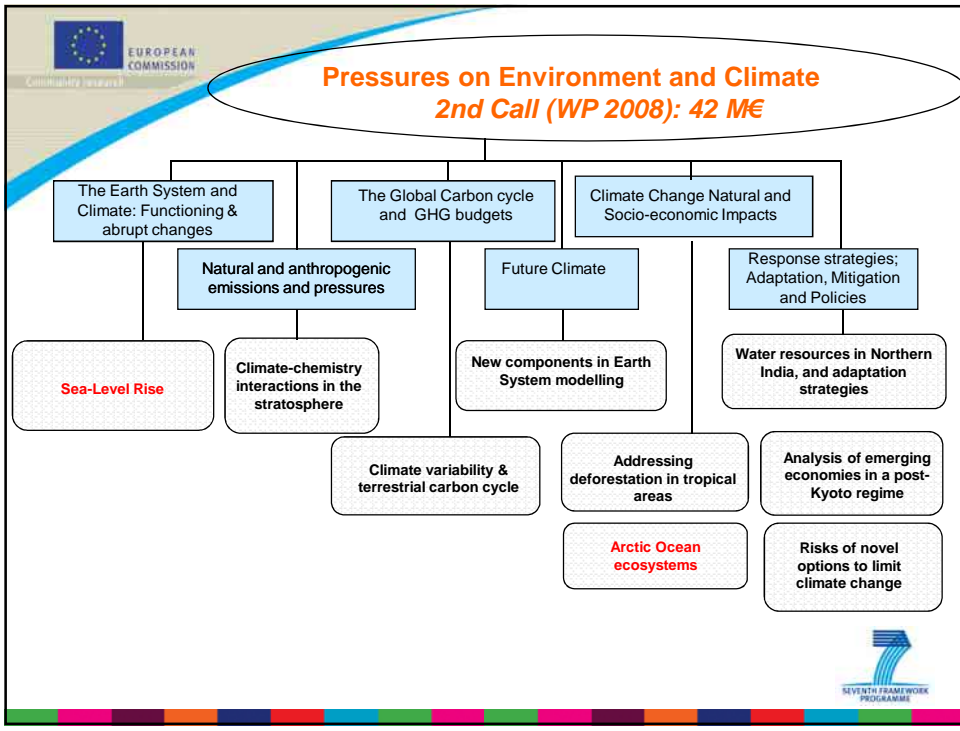 EUROPEAN
COMMISSION
Community research
Pressures on Environment and Climate
2nd Call (WP 2008): 42 M€
The Earth System and
Climate: Functioning &
abrupt changes
The Global Carbon cycle
and GHG budgets
Climate Change Natural and
Socio-economic Impacts
Natural and anthropogenic
emissions and pressures
Future Climate
Response strategies;
Adaptation, Mitigation
and Policies
Sea-Level Rise
Climate-chemistry
interactions in the
stratosphere
New components in Earth
System modelling
Water resources in Northern
India, and adaptation
strategies
Climate variability &
terrestrial carbon cycle
Addressing
deforestation in tropical
areas
Analysis of emerging
economies in a post-
Kyoto regime
Arctic Ocean
ecosystems
Risks of novel
options to limit
climate change
SEVENTH FRAMEWORK
PROGRAMME